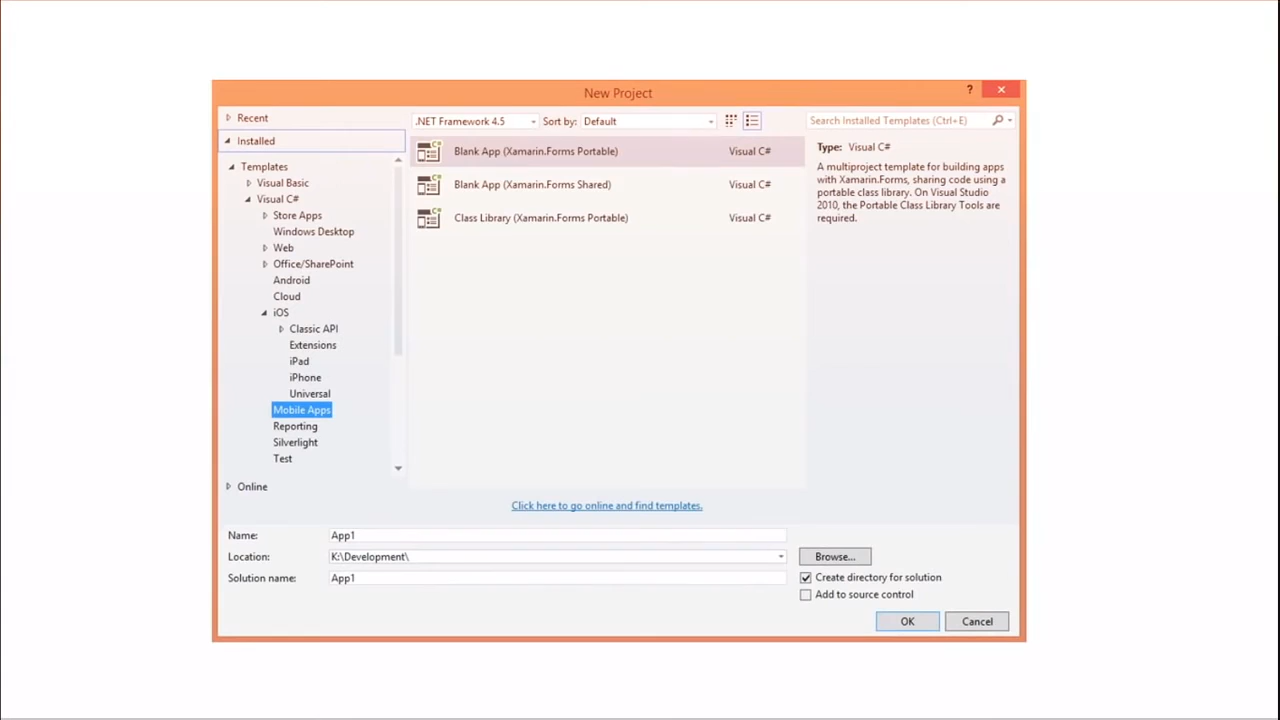 New Project
?
Recent
Installed
Templates
Visual Basic
Visual C#
Store Apps
Windows Desktop
Web
Office/SharePoint
Android
Cloud
iOS
Classic API
Extensions
iPad
iPhone
Universal
Mobile Apps
Reporting
Silverlight
Test
Online
.NET Framework 4.5 Sort by: Default
Blank App (Xamarin.Forms Portable) Visual C#
Blank App (Xamarin.Forms Shared) Visual C#
Class Library (Xamarin.Forms Portable) Visual C#
Search Installed Templates (Ctrl+E)
Type: Visual C#
A multiproject template for building apps
with Xamarin.Forms, sharing code using a
portable class library. On Visual Studio
2010, the Portable Class Library Tools are
required.
Click here to go online and find templates.
Name: App1
Location: K:\Development\
Solution name: App1
Browse...
Create directory for solution
Add to source control
OK Cancel